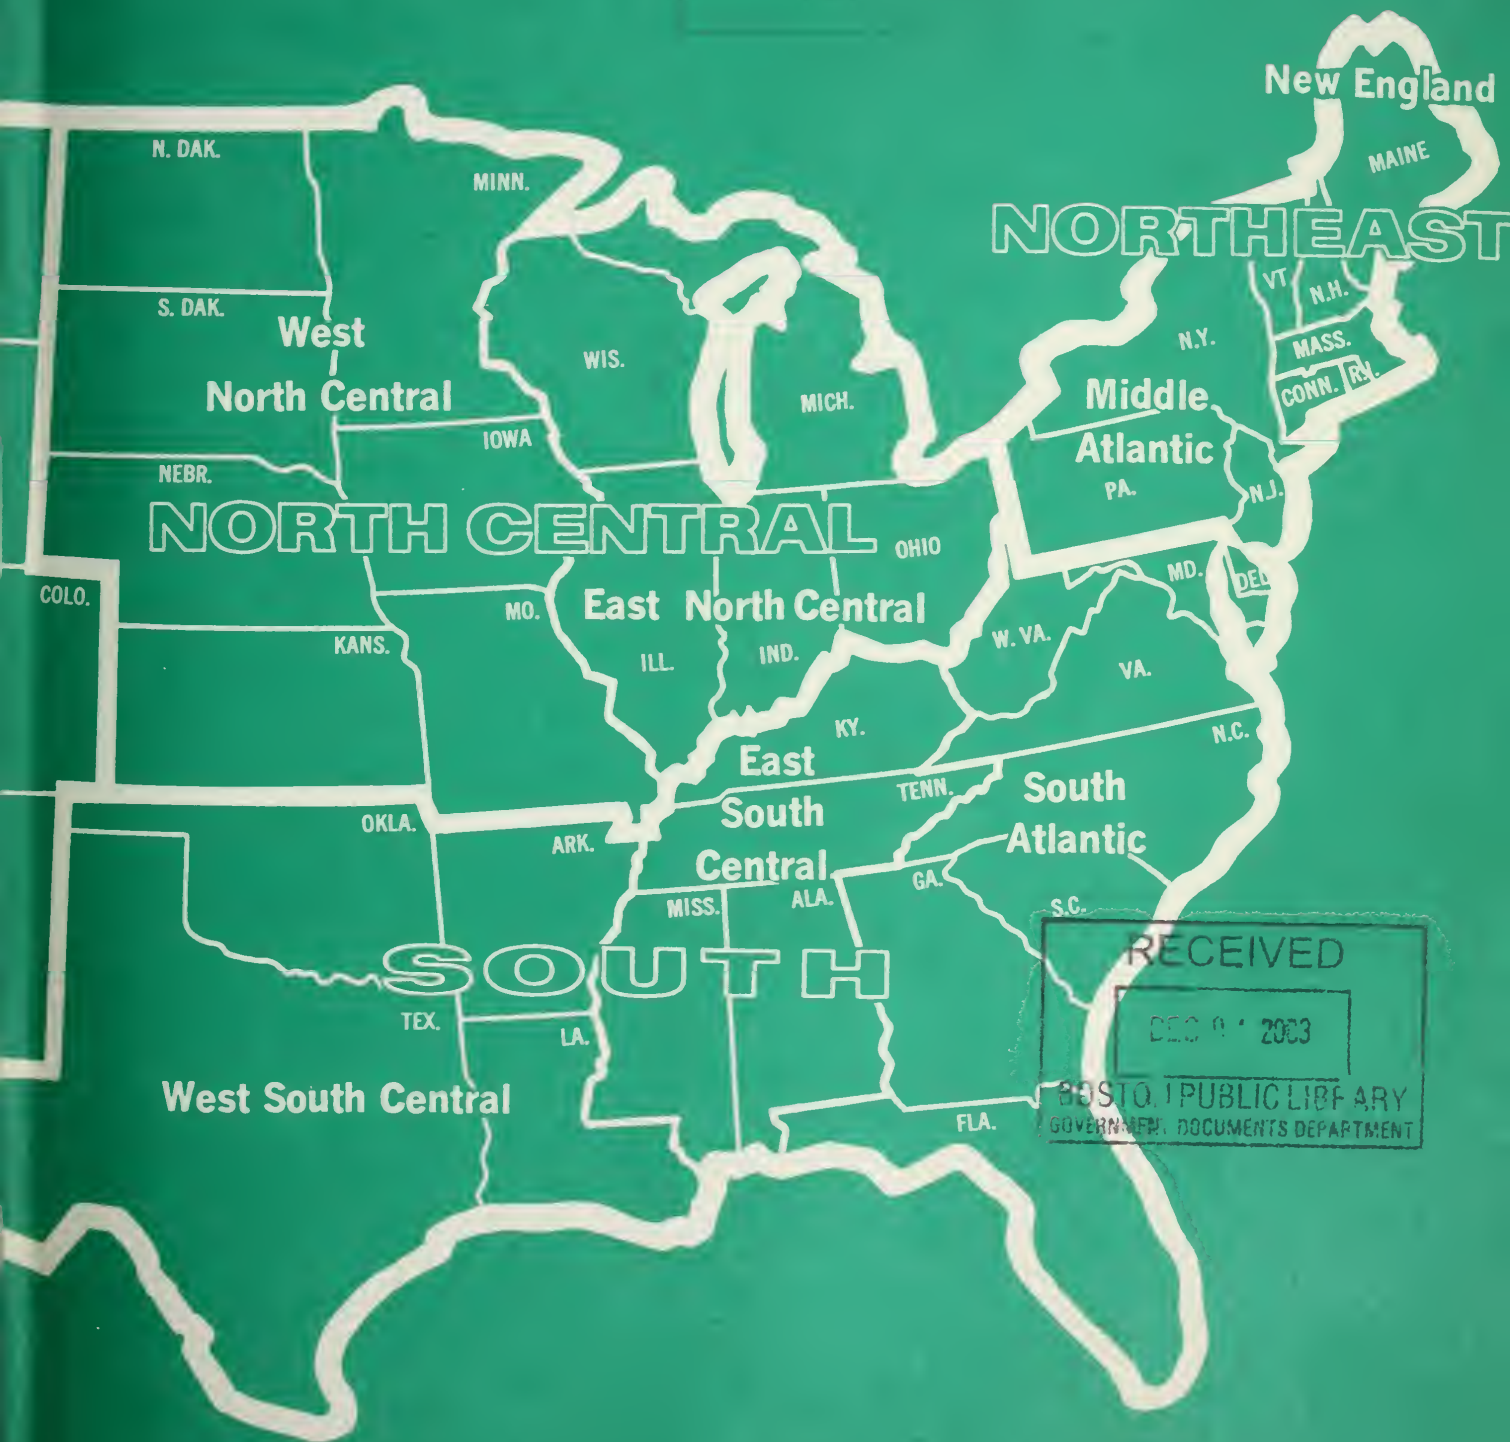 New England
MAINE
NORTHEAST
N. DAK.
MINN.
VT.
N.H.
S. DAK.
West
North Central
WIS.
MICH.
N.Y.
MASS.
CONN.
R.I.
Middle
Atlantic
IOWA
NEBR.
PA.
N.J.
NORTH CENTRAL
OHIO
MD.
DEL.
COLO.
MO.
East North Central
KANS.
ILL.
IND.
W. VA.
VA.
KY.
N.C.
East
South
Central
TENN.
South
Atlantic
OKLA.
ARK.
MISS.
ALA.
GA.
S.C.
SOUTH
RECEIVED
DEC 2003
BOSTON PUBLIC LIBRARY
GOVERNMENT DOCUMENTS DEPARTMENT
TEX.
LA.
West South Central
FLA.